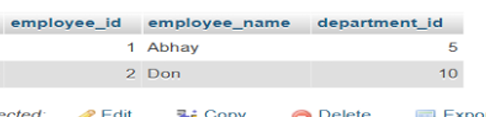 employee_id employee_name department_id
1 Abhay 5
2 Don 10
Edit Copy Delete